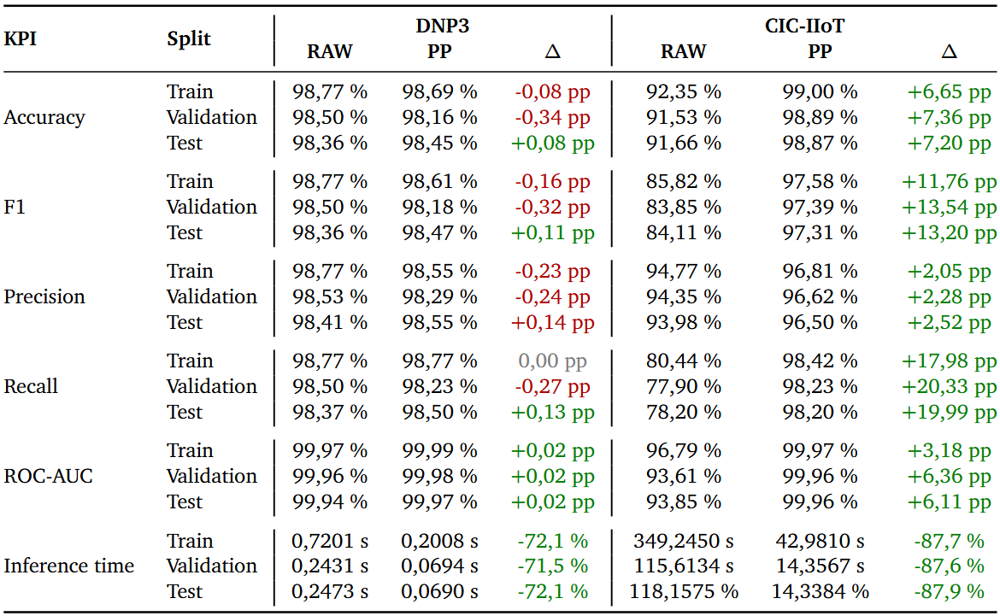 KPI Split DNP3 CIC-IIoT
RAW PP △ RAW PP △
Train 98,77 % 98,69 % -0,08 pp 92,35 % 99,00 % +6,65 pp
Accuracy Validation 98,50 % 98,16 % -0,34 pp 91,53 % 98,89 % +7,36 pp
Test 98,36 % 98,45 % +0,08 pp 91,66 % 98,87 % +7,20 pp
Train 98,77 % 98,61 % -0,16 pp 85,82 % 97,58 % +11,76 pp
F1 Validation 98,50 % 98,18 % -0,32 pp 83,85 % 97,39 % +13,54 pp
Test 98,36 % 98,47 % +0,11 pp 84,11 % 97,31 % +13,20 pp
Train 98,77 % 98,55 % -0,23 pp 94,77 % 96,81 % +2,05 pp
Precision Validation 98,53 % 98,29 % -0,24 pp 94,35 % 96,62 % +2,28 pp
Test 98,41 % 98,55 % +0,14 pp 93,98 % 96,50 % +2,52 pp
Train 98,77 % 98,77 % 0,00 pp 80,44 % 98,42 % +17,98 pp
Recall Validation 98,50 % 98,23 % -0,27 pp 77,90 % 98,23 % +20,33 pp
Test 98,37 % 98,50 % +0,13 pp 78,20 % 98,20 % +19,99 pp
Train 99,97 % 99,99 % +0,02 pp 96,79 % 99,97 % +3,18 pp
ROC-AUC Validation 99,96 % 99,98 % +0,02 pp 93,61 % 99,96 % +6,36 pp
Test 99,94 % 99,97 % +0,02 pp 93,85 % 99,96 % +6,11 pp
Train 0,7201 s 0,2008 s -72,1 % 349,2450 s 42,9810 s -87,7 %
Inference time Validation 0,2431 s 0,0694 s -71,5 % 115,6134 s 14,3567 s -87,6 %
Test 0,2473 s 0,0690 s -72,1 % 118,1575 % 14,3384 % -87,9 %